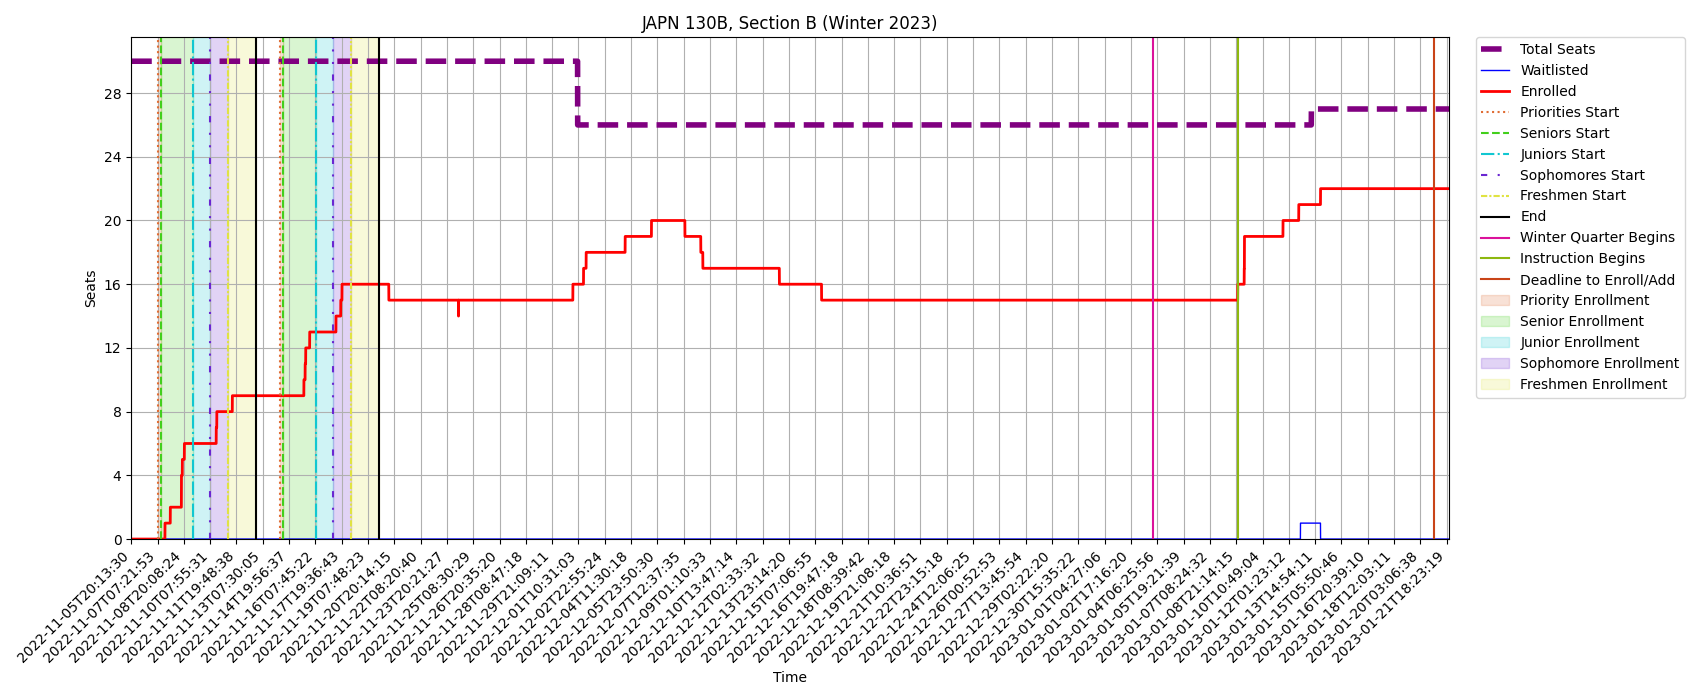 JAPN 130B, Section B (Winter 2023)
Total Seats
Waitlisted
Enrolled
Priorities Start
Seniors Start
Juniors Start
Sophomores Start
Freshmen Start
End
Winter Quarter Begins
Instruction Begins
Deadline to Enroll/Add
Priority Enrollment
Senior Enrollment
Junior Enrollment
Sophomore Enrollment
Freshmen Enrollment
Seats
28
24
20
16
12
8
4
0
2022-11-05T20:13:30
2022-11-07T07:21:53
2022-11-08T20:08:24
2022-11-10T07:55:31
2022-11-11T19:48:38
2022-11-13T07:30:05
2022-11-14T19:56:37
2022-11-16T07:45:22
2022-11-17T19:36:43
2022-11-19T07:48:23
2022-11-20T20:14:15
2022-11-22T08:20:40
2022-11-23T20:21:27
2022-11-25T08:30:29
2022-11-26T20:35:20
2022-11-28T08:47:18
2022-11-29T21:09:11
2022-12-01T10:31:03
2022-12-02T22:55:24
2022-12-04T11:30:18
2022-12-05T23:50:30
2022-12-07T12:37:35
2022-12-09T01:10:33
2022-12-10T13:47:14
2022-12-12T02:33:32
2022-12-13T23:14:20
2022-12-15T07:06:55
2022-12-16T19:47:18
2022-12-18T08:39:42
2022-12-19T21:08:18
2022-12-21T10:36:51
2022-12-22T23:15:18
2022-12-24T12:06:25
2022-12-26T00:52:53
2022-12-27T13:45:54
2022-12-29T02:22:20
2022-12-30T15:35:22
2023-01-01T04:27:06
2023-01-02T17:16:20
2023-01-04T06:25:56
2023-01-05T19:21:39
2023-01-07T08:24:32
2023-01-08T21:14:15
2023-01-10T10:49:04
2023-01-12T01:23:12
2023-01-13T14:54:11
2023-01-15T05:50:46
2023-01-16T20:39:10
2023-01-18T12:03:11
2023-01-20T03:06:38
2023-01-21T18:23:19
Time